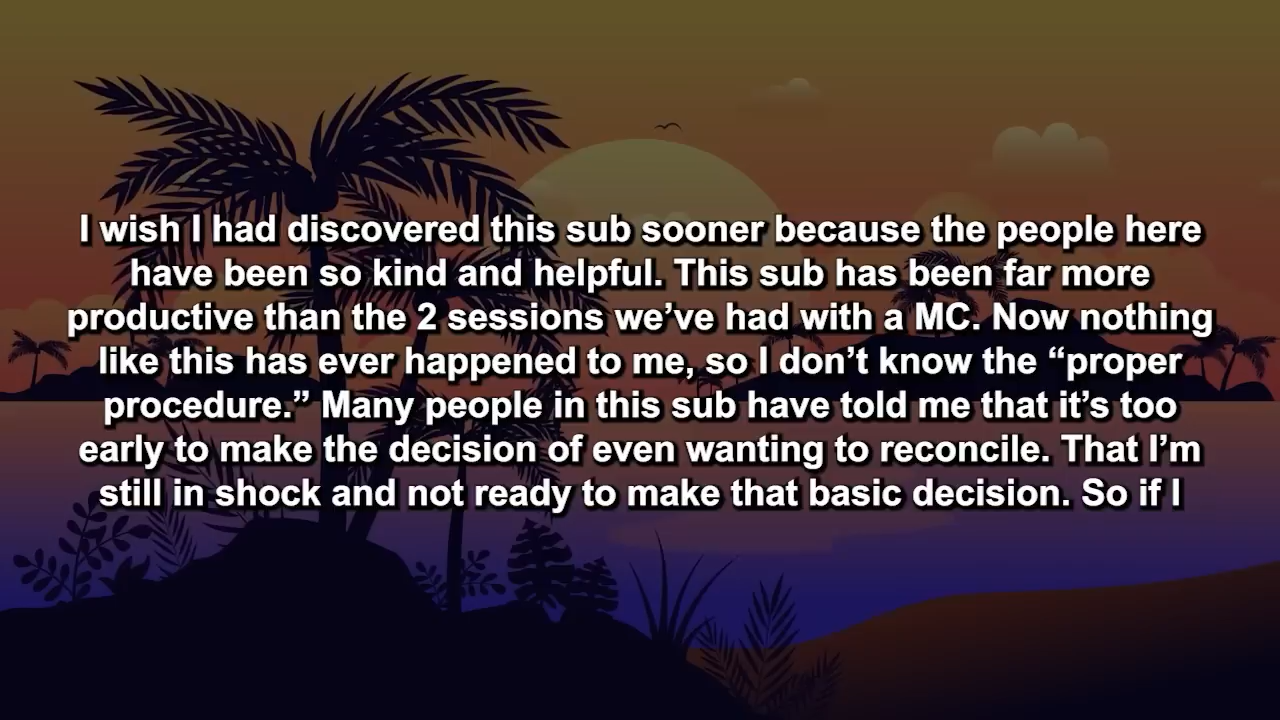 I wish I had discovered this sub sooner because the people here
have been so kind and helpful. This sub has been far more
productive than the 2 sessions we’ve had with a MC. Now nothing
like this has ever happened to me, so I don’t know the “proper
procedure.” Many people in this sub have told me that it’s too
early to make the decision of even wanting to reconcile. That I’m
still in shock and not ready to make that basic decision. So if I